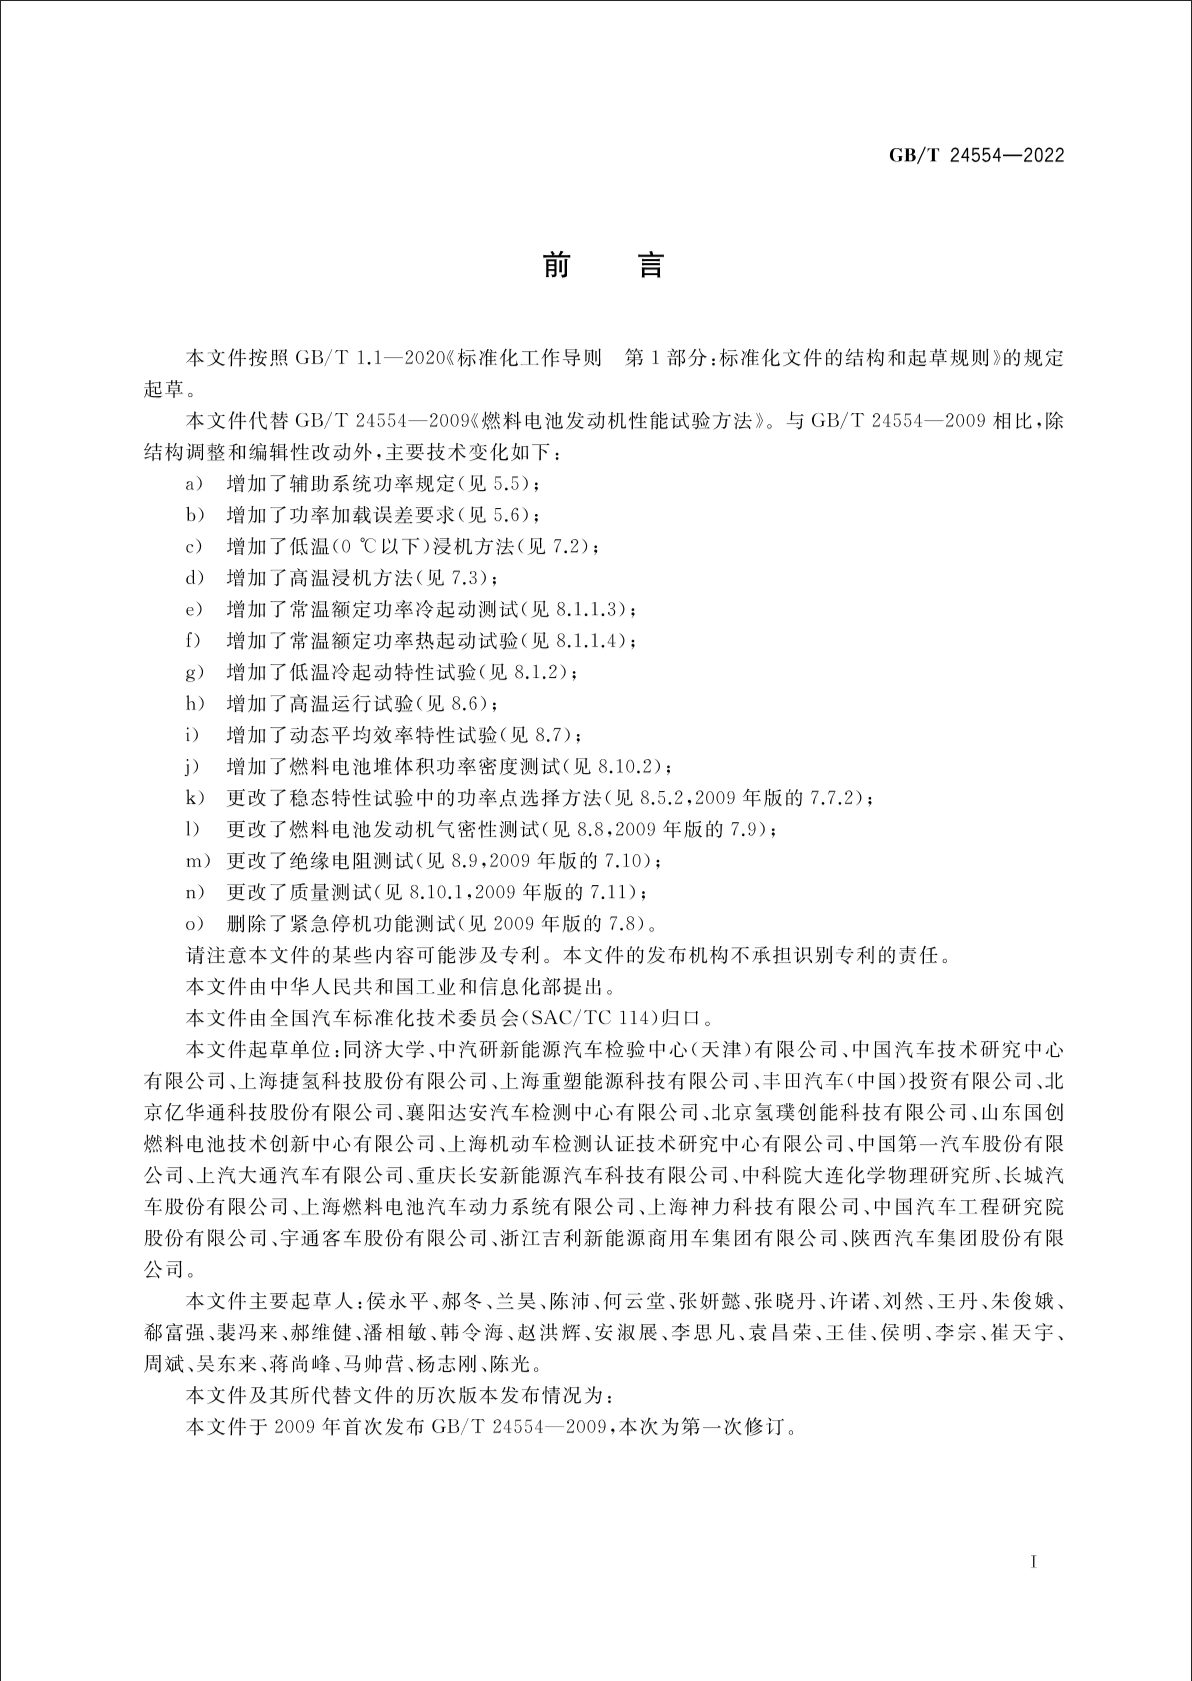 GB/T 24554—2022
前 言
本文件按照 GB/T 1.1—2020《标准化工作导则 第 1 部分:标准化文件的结构和起草规则》的规定
起草。
本文件代替 GB/T 24554—2009《燃料电池发动机性能试验方法》。与 GB/T 24554—2009 相比,除
结构调整和编辑性改动外,主要技术变化如下:
a) 增加了辅助系统功率规定(见 5.5);
b) 增加了功率加载误差要求(见 5.6);
c) 增加了低温(0 ℃以下)浸机方法(见 7.2);
d) 增加了高温浸机方法(见 7.3);
e) 增加了常温额定功率冷起动测试(见 8.1.1.3);
f) 增加了常温额定功率热起动试验(见 8.1.1.4);
g) 增加了低温冷起动特性试验(见 8.1.2);
h) 增加了高温运行试验(见 8.6);
i) 增加了动态平均效率特性试验(见 8.7);
j) 增加了燃料电池堆体积功率密度测试(见 8.10.2);
k) 更改了稳态特性试验中的功率点选择方法(见 8.5.2,2009 年版的 7.7.2);
l) 更改了燃料电池发动机气密性测试(见 8.8,2009 年版的 7.9);
m) 更改了绝缘电阻测试(见 8.9,2009 年版的 7.10);
n) 更改了质量测试(见 8.10.1,2009 年版的 7.11);
o) 删除了紧急停机功能测试(见 2009 年版的 7.8)。
请注意本文件的某些内容可能涉及专利。本文件的发布机构不承担识别专利的责任。
本文件由中华人民共和国工业和信息化部提出。
本文件由全国汽车标准化技术委员会(SAC/TC 114)归口。
本文件起草单位:同济大学、中汽研新能源汽车检验中心(天津)有限公司、中国汽车技术研究中心
有限公司、上海捷氢科技股份有限公司、上海重塑能源科技有限公司、丰田汽车(中国)投资有限公司、北
京亿华通科技股份有限公司、襄阳达安汽车检测中心有限公司、北京氢璞创能科技有限公司、山东国创
燃料电池技术创新中心有限公司、上海机动车检测认证技术研究中心有限公司、中国第一汽车股份有限
公司、上汽大通汽车有限公司、重庆长安新能源汽车科技有限公司、中科院大连化学物理研究所、长城汽
车股份有限公司、上海燃料电池汽车动力系统有限公司、上海神力科技有限公司、中国汽车工程研究院
股份有限公司、宇通客车股份有限公司、浙江吉利新能源商用车集团有限公司、陕西汽车集团股份有限
公司。
本文件主要起草人:侯永平、郝冬、兰昊、陈沛、何云堂、张妍懿、张晓丹、许诺、刘然、王丹、朱俊娥、
郗富强、裴冯来、郝维健、潘相敏、韩令海、赵洪辉、安淑展、李思凡、袁昌荣、王佳、侯明、李宗、崔天宇、
周斌、吴东来、蒋尚峰、马帅营、杨志刚、陈光。
本文件及其所代替文件的历次版本发布情况为:
本文件于 2009 年首次发布 GB/T 24554—2009,本次为第一次修订。
I